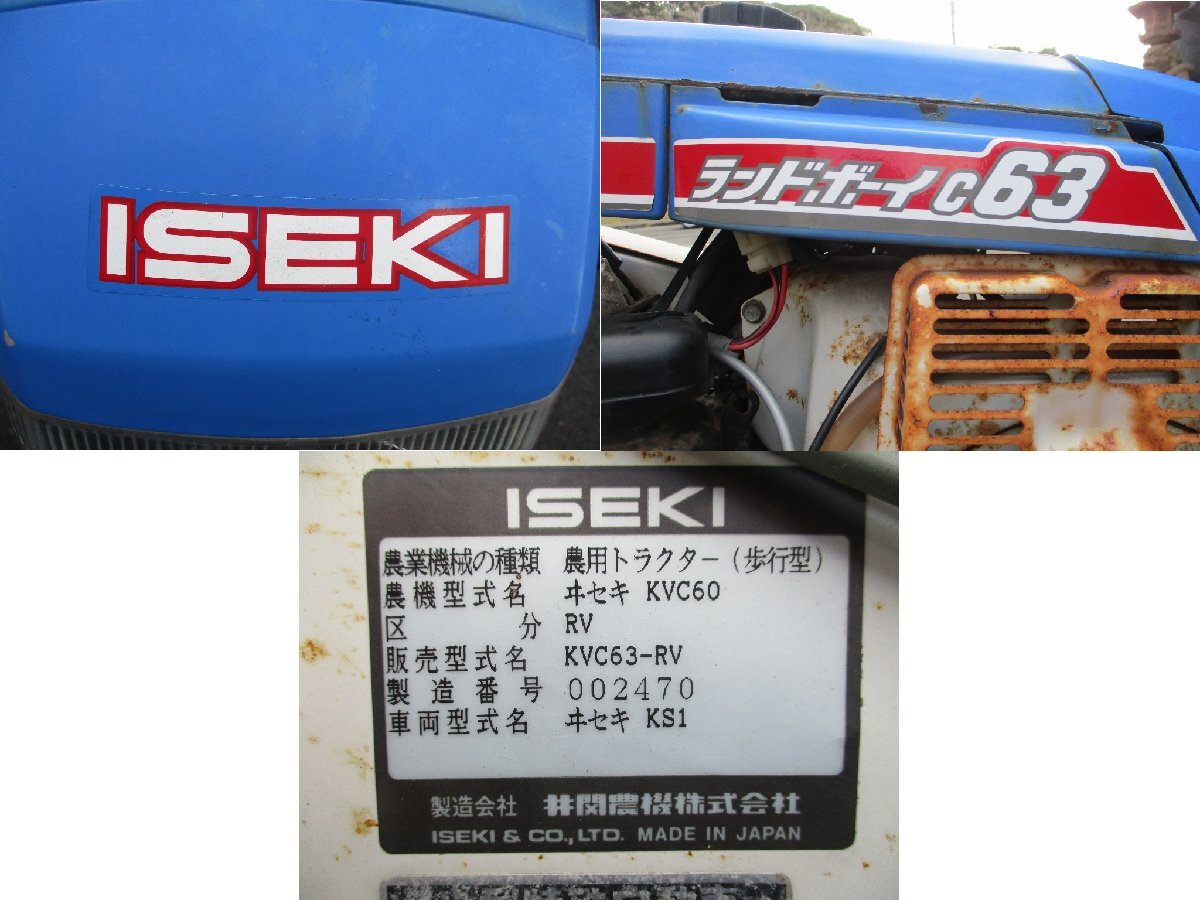 ISEKI
ランドボーイ C63
ISEKI
農業機械の種類 農用トラクター(歩行型)
農機型式名 ヰセキ KVC60
区分 RV
販売型式名 KVC63-RV
製造番号 002470
車両型式名 ヰセキ KS1
製造会社 井関農機株式会社
ISEKI & CO., LTD. MADE IN JAPAN